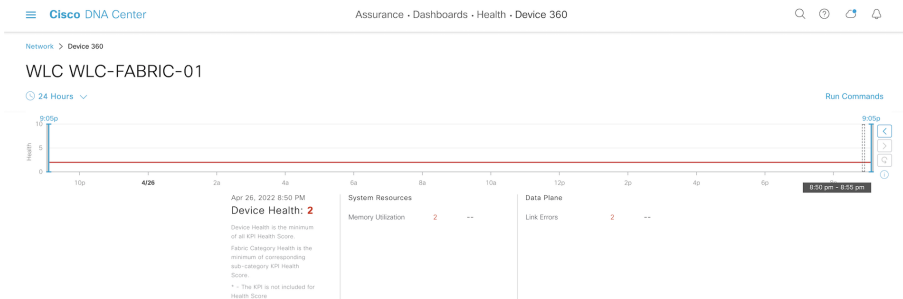 Cisco DNA Center
Assurance • Dashboards • Health • Device 360
Network > Device 360
WLC WLC-FABRIC-01
24 Hours
Run Commands
9:05p
9:05p
10
5
0
Health
10p 4/26 2a 4a 6a 8a 10a 12p 2p 4p 6p
8:50 pm - 8:55 pm
Apr 26, 2022 8:50 PM
Device Health: 2
Device Health is the minimum
of all KPI Health Score
Fabric Category Health is the
minimum of corresponding
sub-category KPI Health
Score.
* - The KPI is not included for
Health Score
System Resources
Memory Utilization 2 --
Data Plane
Link Errors 2 --